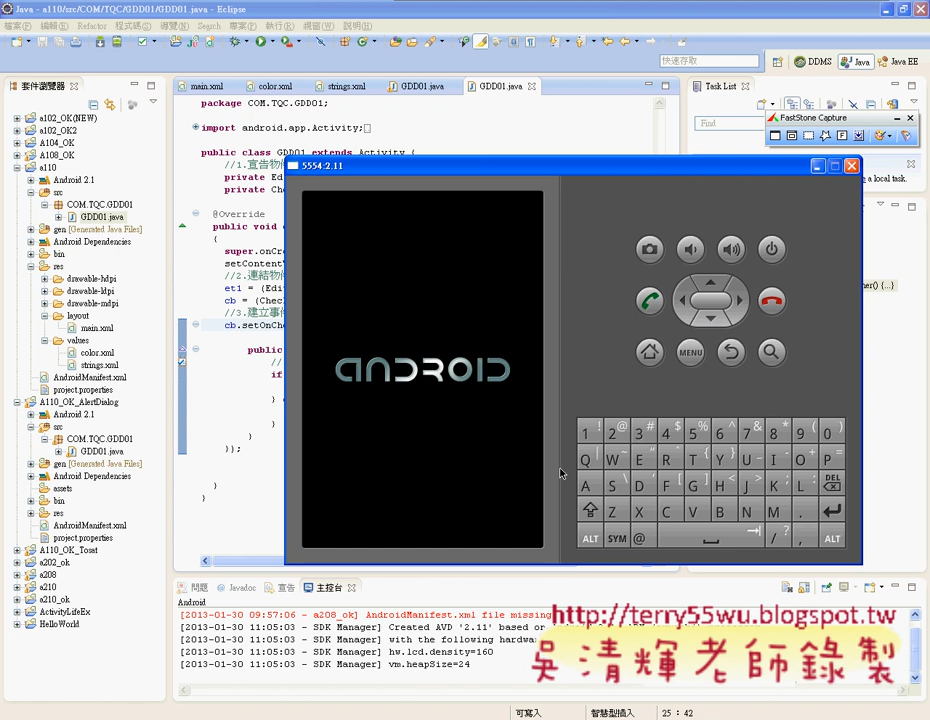 Java - a110/src/COM/TQC/GDD01/GDD01.java - Eclipse
檔案(F) 編輯(E) Refactor 程式碼(S) 導覽(N) Search 專案(P) 執行(R) 視窗(W) 說明(H)
快速存取
DDMS Java Java EE
套件瀏覽器
main.xml color.xml strings.xml GDD01.java GDD01.java
Task List
Find
FastStone Capture
a local task.
ner() {...}
a102_OK(NEW)
a102_OK2
A104_OK
A108_OK
a110
Android 2.1
src
COM.TQC.GDD01
GDD01.java
gen [Generated Java Files]
Android Dependencies
bin
res
drawable-hdpi
drawable-ldpi
drawable-mdpi
layout
main.xml
values
color.xml
strings.xml
AndroidManifest.xml
project.properties
A110_OK_AlertDialog
Android 2.1
src
COM.TQC.GDD01
GDD01.java
gen [Generated Java Files]
Android Dependencies
assets
bin
res
AndroidManifest.xml
project.properties
A110_OK_Tosat
a202_ok
a208
a210
a210_ok
ActivityLifeEx
HelloWorld
package COM.TQC.GDD01;
import android.app.Activity;
public class GDD01 extends Activity {
//1.宣告物
private Ed
private Ch
@Override
public void
{
super.onCr
setContent
//2.連結物件
et1 = (Edi
cb = (Chec
//3.建立事件
cb.setOnCh
public
//
if
}
}
});
}
}
5554:2.11
ANDROID
MENU
1 ! 2 @ 3 # 4 $ 5 % 6 ^ 7 & 8 * 9 ( 0 )
Q W ~ E R T { Y } U - I O + P =
A S \ D F [ G ] H < J > K ; L : DEL
Z X C V B N M .
ALT SYM @ / ? , ALT
問題 Javadoc 宣告 主控台
Android
[2013-01-30 09:57:06 - a208_ok] AndroidManifest.xml file missing
[2013-01-30 11:05:03 - SDK Manager] Created AVD '2.11' based or
[2013-01-30 11:05:03 - SDK Manager] with the following hardwa
[2013-01-30 11:05:03 - SDK Manager] hw.lcd.density=160
[2013-01-30 11:05:03 - SDK Manager] vm.heapSize=24
http://terry55wu.blogspot.tw
吳清輝老師錄製
可寫入 智慧型插入 25 : 42